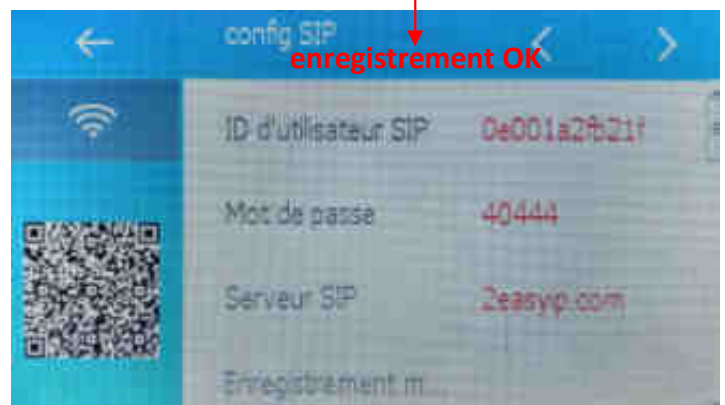 config SIP
enregistrement OK
ID d'utilisateur SIP 0e001a2fb21f
Mot de passe 40444
Serveur SIP 2easyip.com
Enregistrement m...